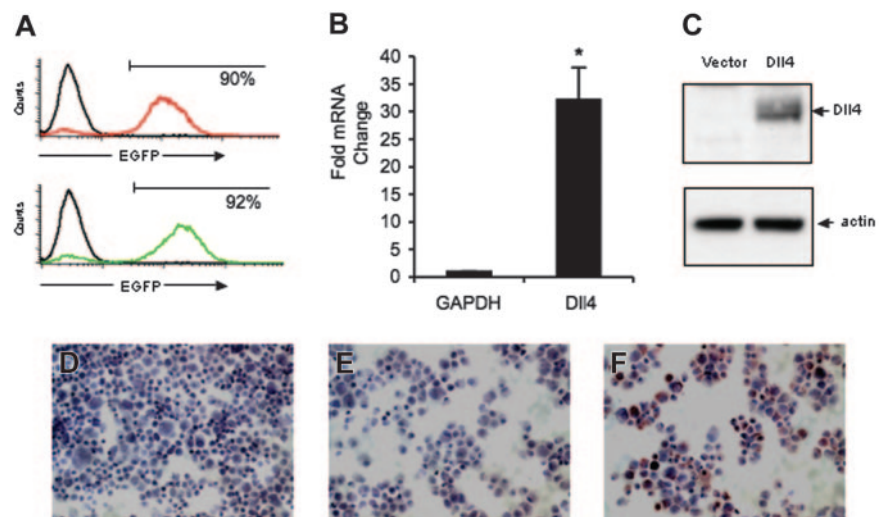 A
90%
Counts
EGFP
92%
Counts
EGFP
B
*
Fold mRNA
Change
40
35
30
25
20
15
10
5
0
GAPDH
Dll4
C
Vector Dll4
Dll4
actin
D
E
F